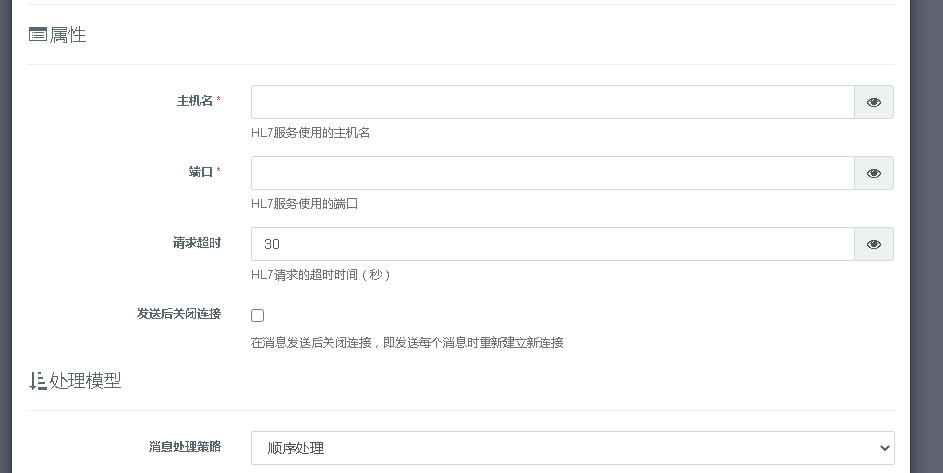 属性
主机名 *
HL7服务使用的主机名
端口 *
HL7服务使用的端口
请求超时
30
HL7请求的超时时间（秒）
发送后关闭连接
在消息发送后关闭连接，即发送每个消息时重新建立新连接
处理模型
消息处理策略
顺序处理